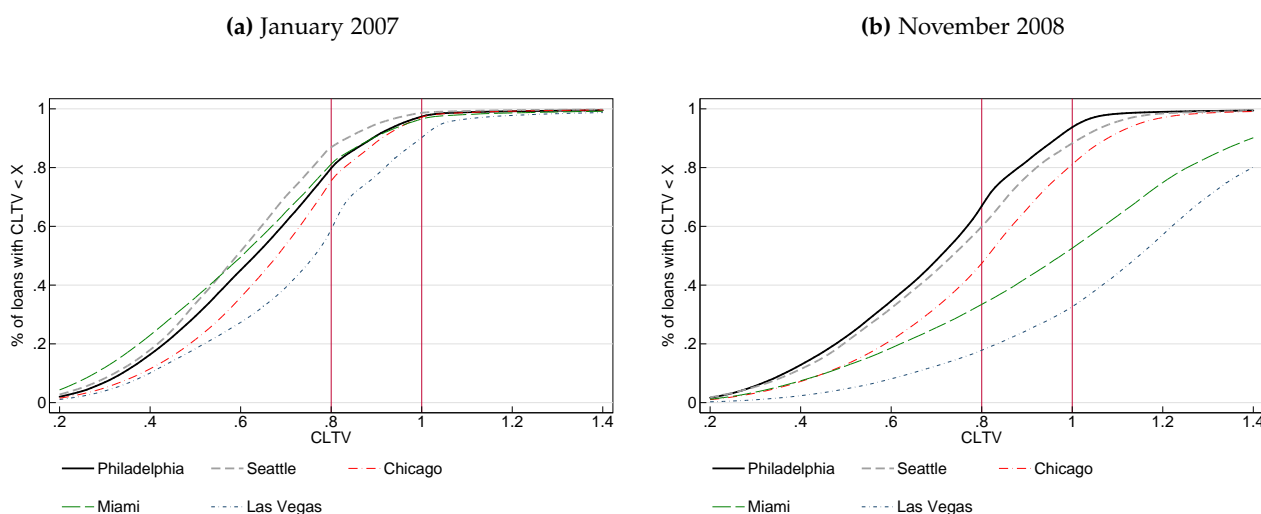 (a) January 2007
% of loans with CLTV < X
1
.8
.6
.4
.2
0
.2 .4 .6 .8 1 1.2 1.4
CLTV
Philadelphia Seattle Chicago
Miami Las Vegas
(b) November 2008
% of loans with CLTV < X
1
.8
.6
.4
.2
0
.2 .4 .6 .8 1 1.2 1.4
CLTV
Philadelphia Seattle Chicago
Miami Las Vegas